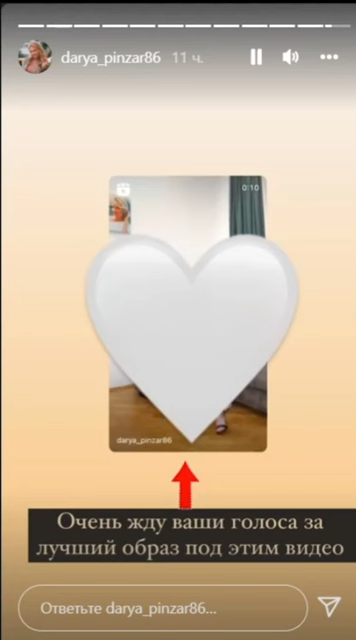 darya_pinzar86 11 ч.
0:10
darya_pinzar86
Очень жду ваши голоса за
лучший образ под этим видео
Ответьте darya_pinzar86...